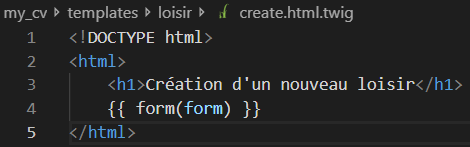 my_cv > templates > loisir > create.html.twig
1 <!DOCTYPE html>
2 <html>
3 <h1>Création d'un nouveau loisir</h1>
4 {{ form(form) }}
5 </html>